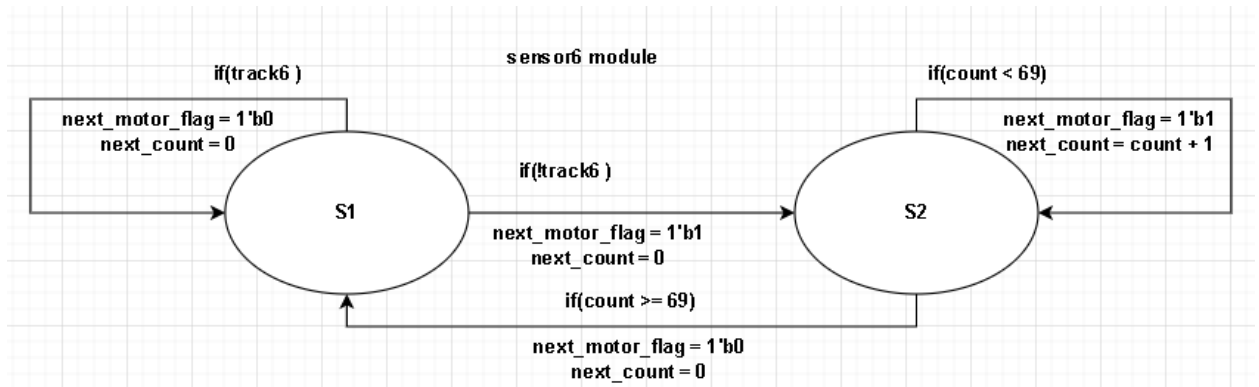 sensor6 module
if(track6 )
next_motor_flag = 1'b0
next_count = 0
S1
if(!track6 )
next_motor_flag = 1'b1
next_count = 0
if(count < 69)
next_motor_flag = 1'b1
next_count = count + 1
S2
if(count >= 69)
next_motor_flag = 1'b0
next_count = 0